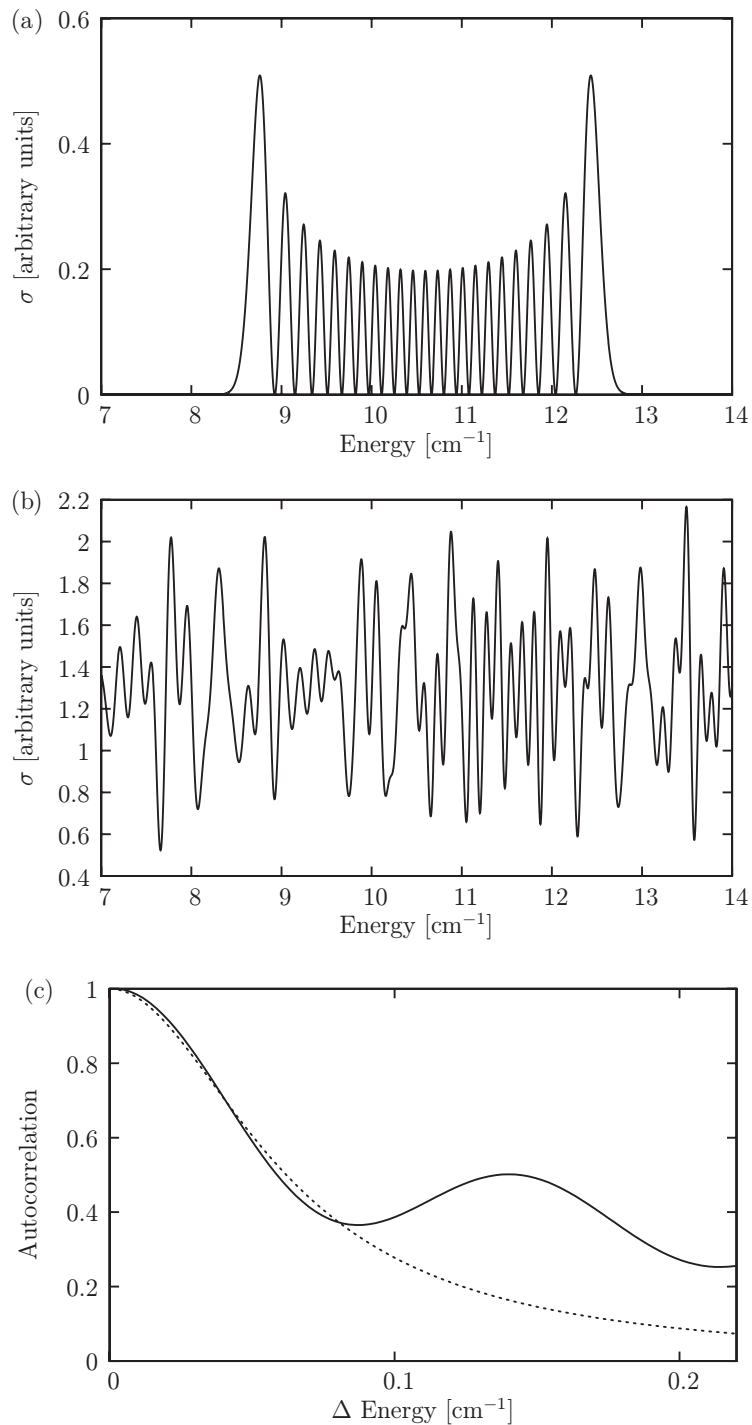 (a)
0.6
0.4
0.2
0
σ [arbitrary units]
7 8 9 10 11 12 13 14
Energy [cm⁻¹]
(b)
2.2
2
1.8
1.6
1.4
1.2
1
0.8
0.6
0.4
σ [arbitrary units]
7 8 9 10 11 12 13 14
Energy [cm⁻¹]
(c)
1
0.8
0.6
0.4
0.2
0
Autocorrelation
0 0.1 0.2
Δ Energy [cm⁻¹]